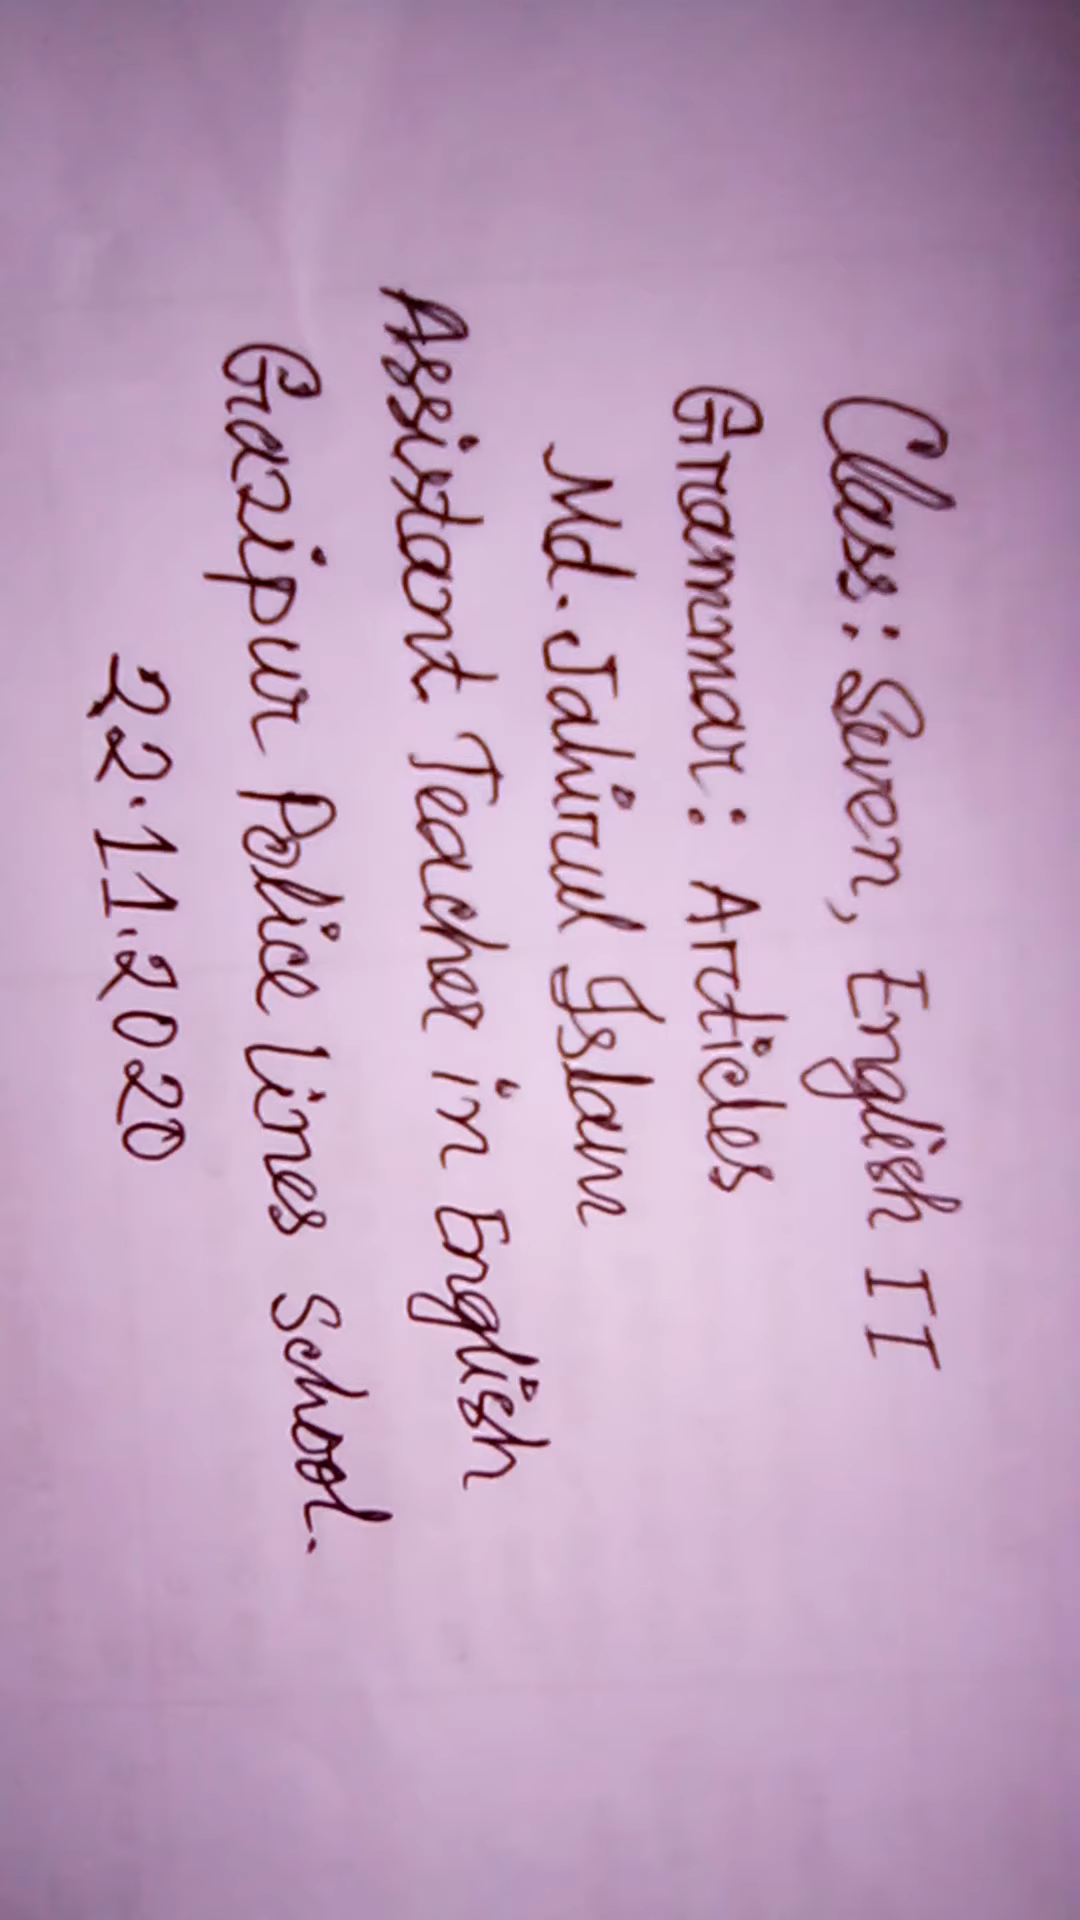 Class: Seven, English II
Grammar: Articles
Md. Jahirul Islam
Assistant Teacher in English
Gazipur Police Lines School.
22.11.2020